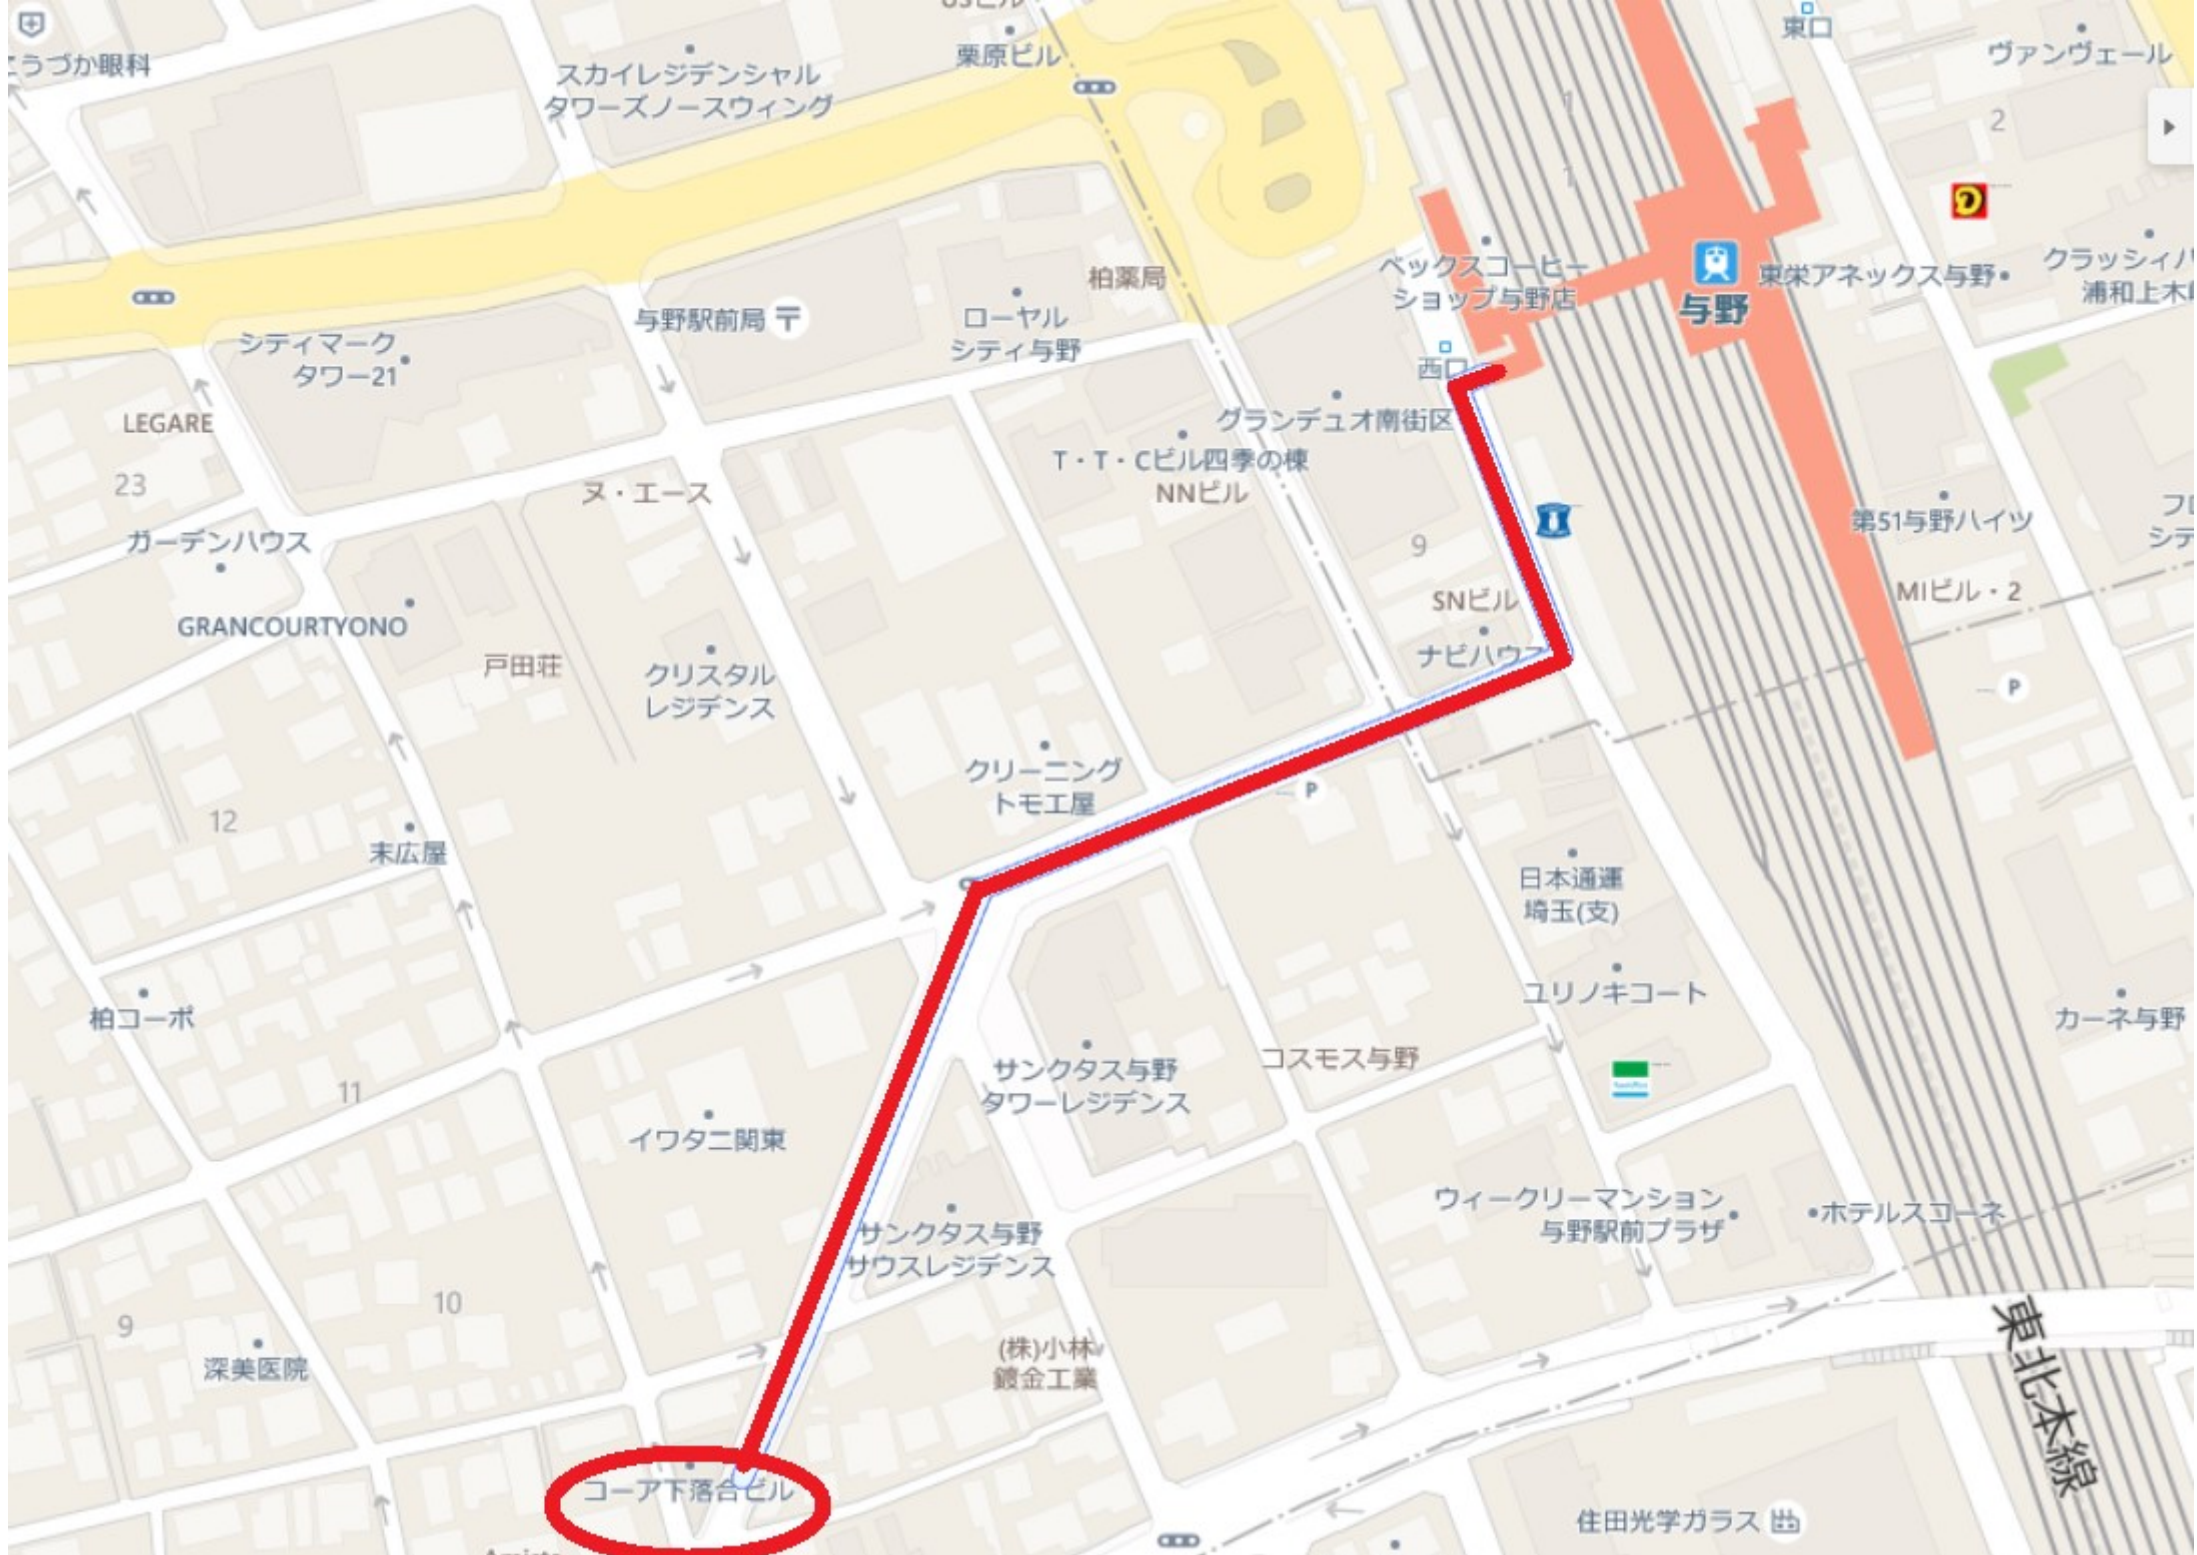 栗原ビル
東口
こうづか眼科
ヴァンヴェール
スカイレジデンシャル
タワーズノースウィング
1
2
1
ベックスコーヒー
ショップ与野店
与野
東栄アネックス与野
クラッシィハ
浦和上木崎
柏薬局
与野駅前局
ローヤル
シティ与野
シティマーク
タワー21
西口
LEGARE
グランデュオ南街区
T・T・Cビル四季の棟
NNビル
23
ヌ・エース
第51与野ハイツ
フロ
シテ
ガーデンハウス
9
SNビル
MIビル・2
GRANCOURTYONO
戸田荘
クリスタル
レジデンス
ナビハウス
P
クリーニング
トモエ屋
P
12
末広屋
日本通運
埼玉(支)
柏コーポ
ユリノキコート
カーネ与野
サンクタス与野
タワーレジデンス
コスモス与野
11
イワタニ関東
サンクタス与野
サウスレジデンス
ウィークリーマンション
与野駅前プラザ
ホテルスコーネ
10
9
深美医院
(株)小林
鍍金工業
東北本線
コーア下落合ビル
住田光学ガラス